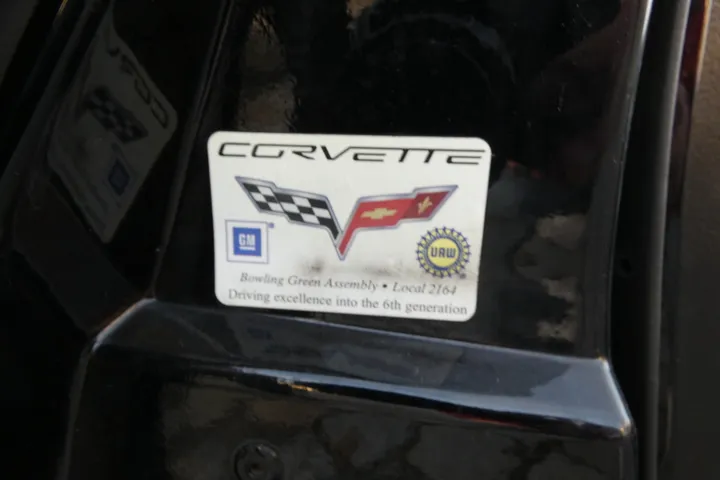 CORVETTE
GM
UAW
Bowling Green Assembly • Local 2164
Driving excellence into the 6th generation